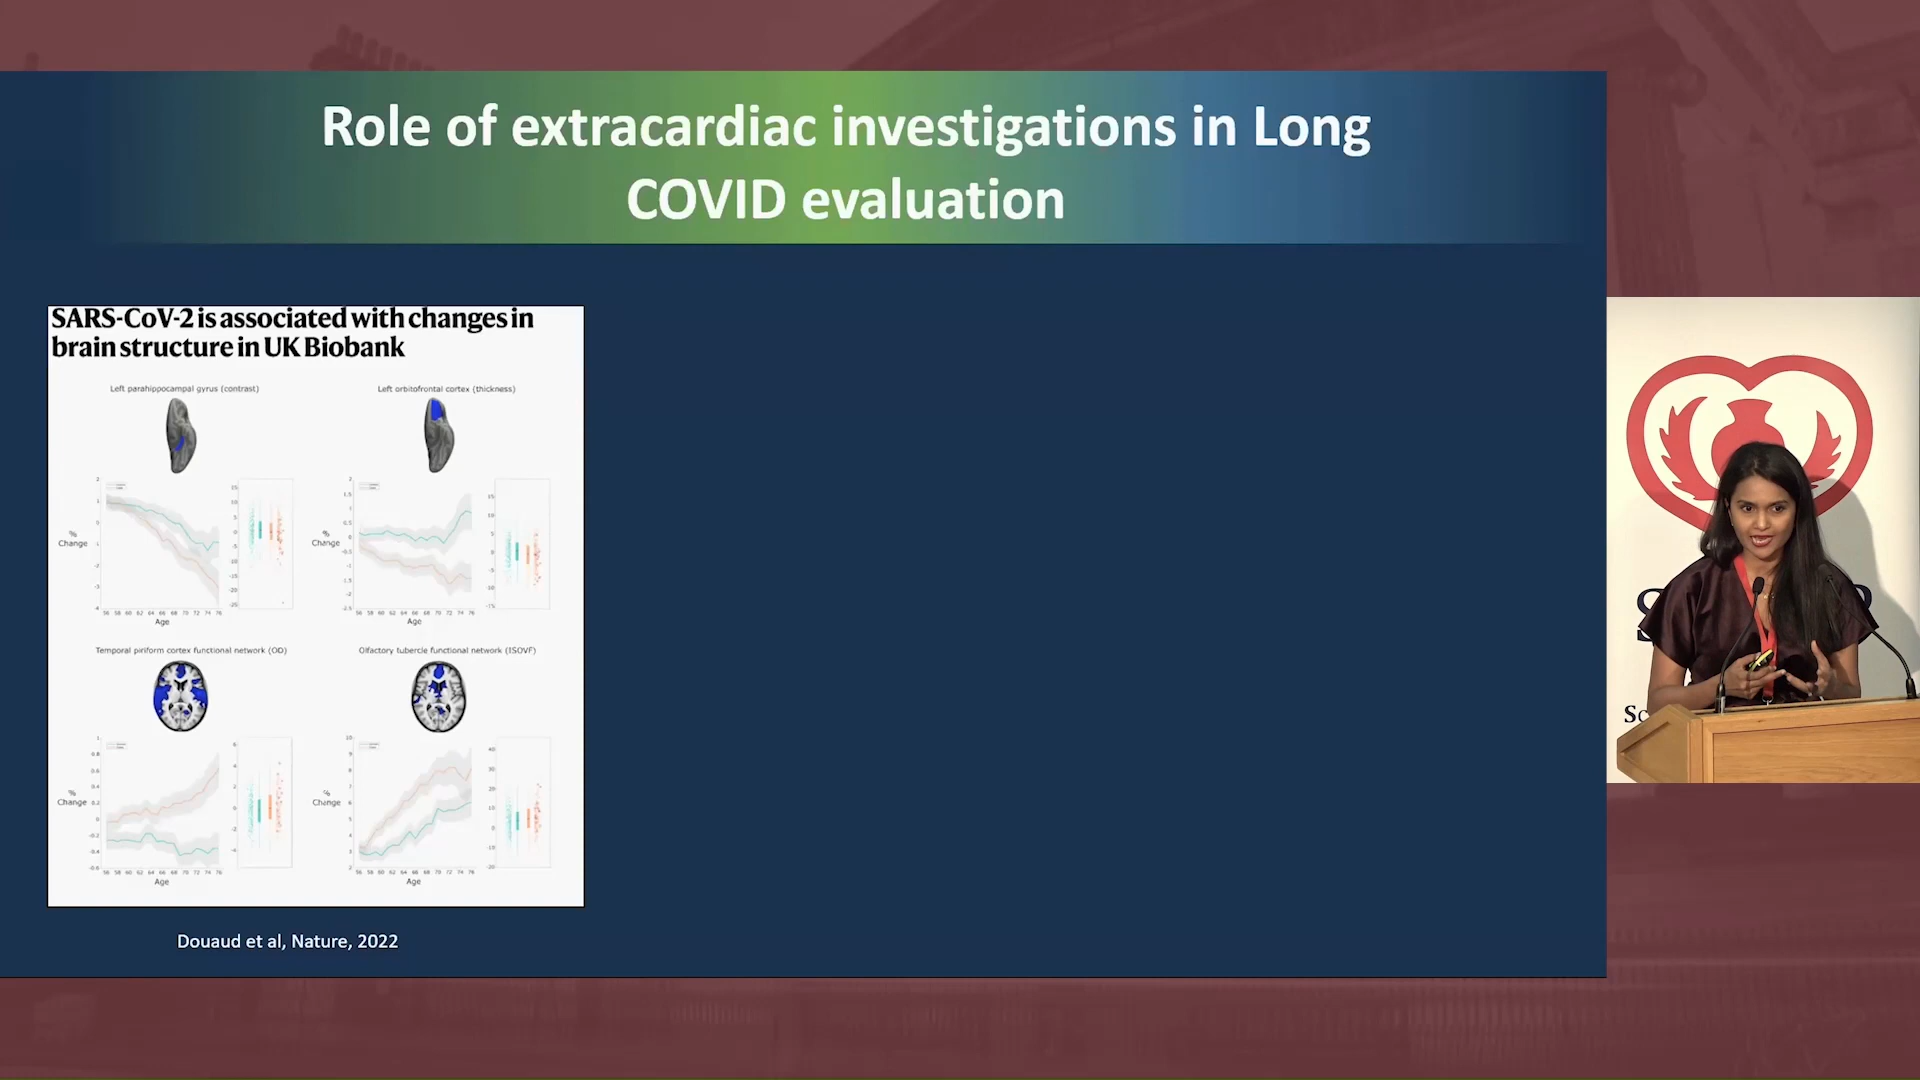 Role of extracardiac investigations in Long
COVID evaluation
SARS-CoV-2 is associated with changes in
brain structure in UK Biobank
Left parahippocampal gyrus (contrast)
Left orbitofrontal cortex (thickness)
%
Change
Age
%
Change
Age
Temporal piriform cortex functional network (OD)
Olfactory tubercle functional network (ISOVF)
%
Change
Age
%
Change
Age
Douaud et al, Nature, 2022